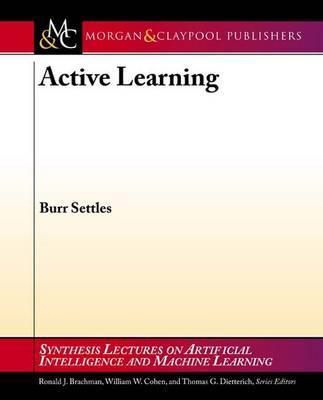 M
&C
MORGAN & CLAYPOOL PUBLISHERS
Active Learning
Burr Settles
SYNTHESIS LECTURES ON ARTIFICIAL
INTELLIGENCE AND MACHINE LEARNING
Ronald J. Brachman, William W. Cohen, and Thomas G. Dietterich, Series Editors